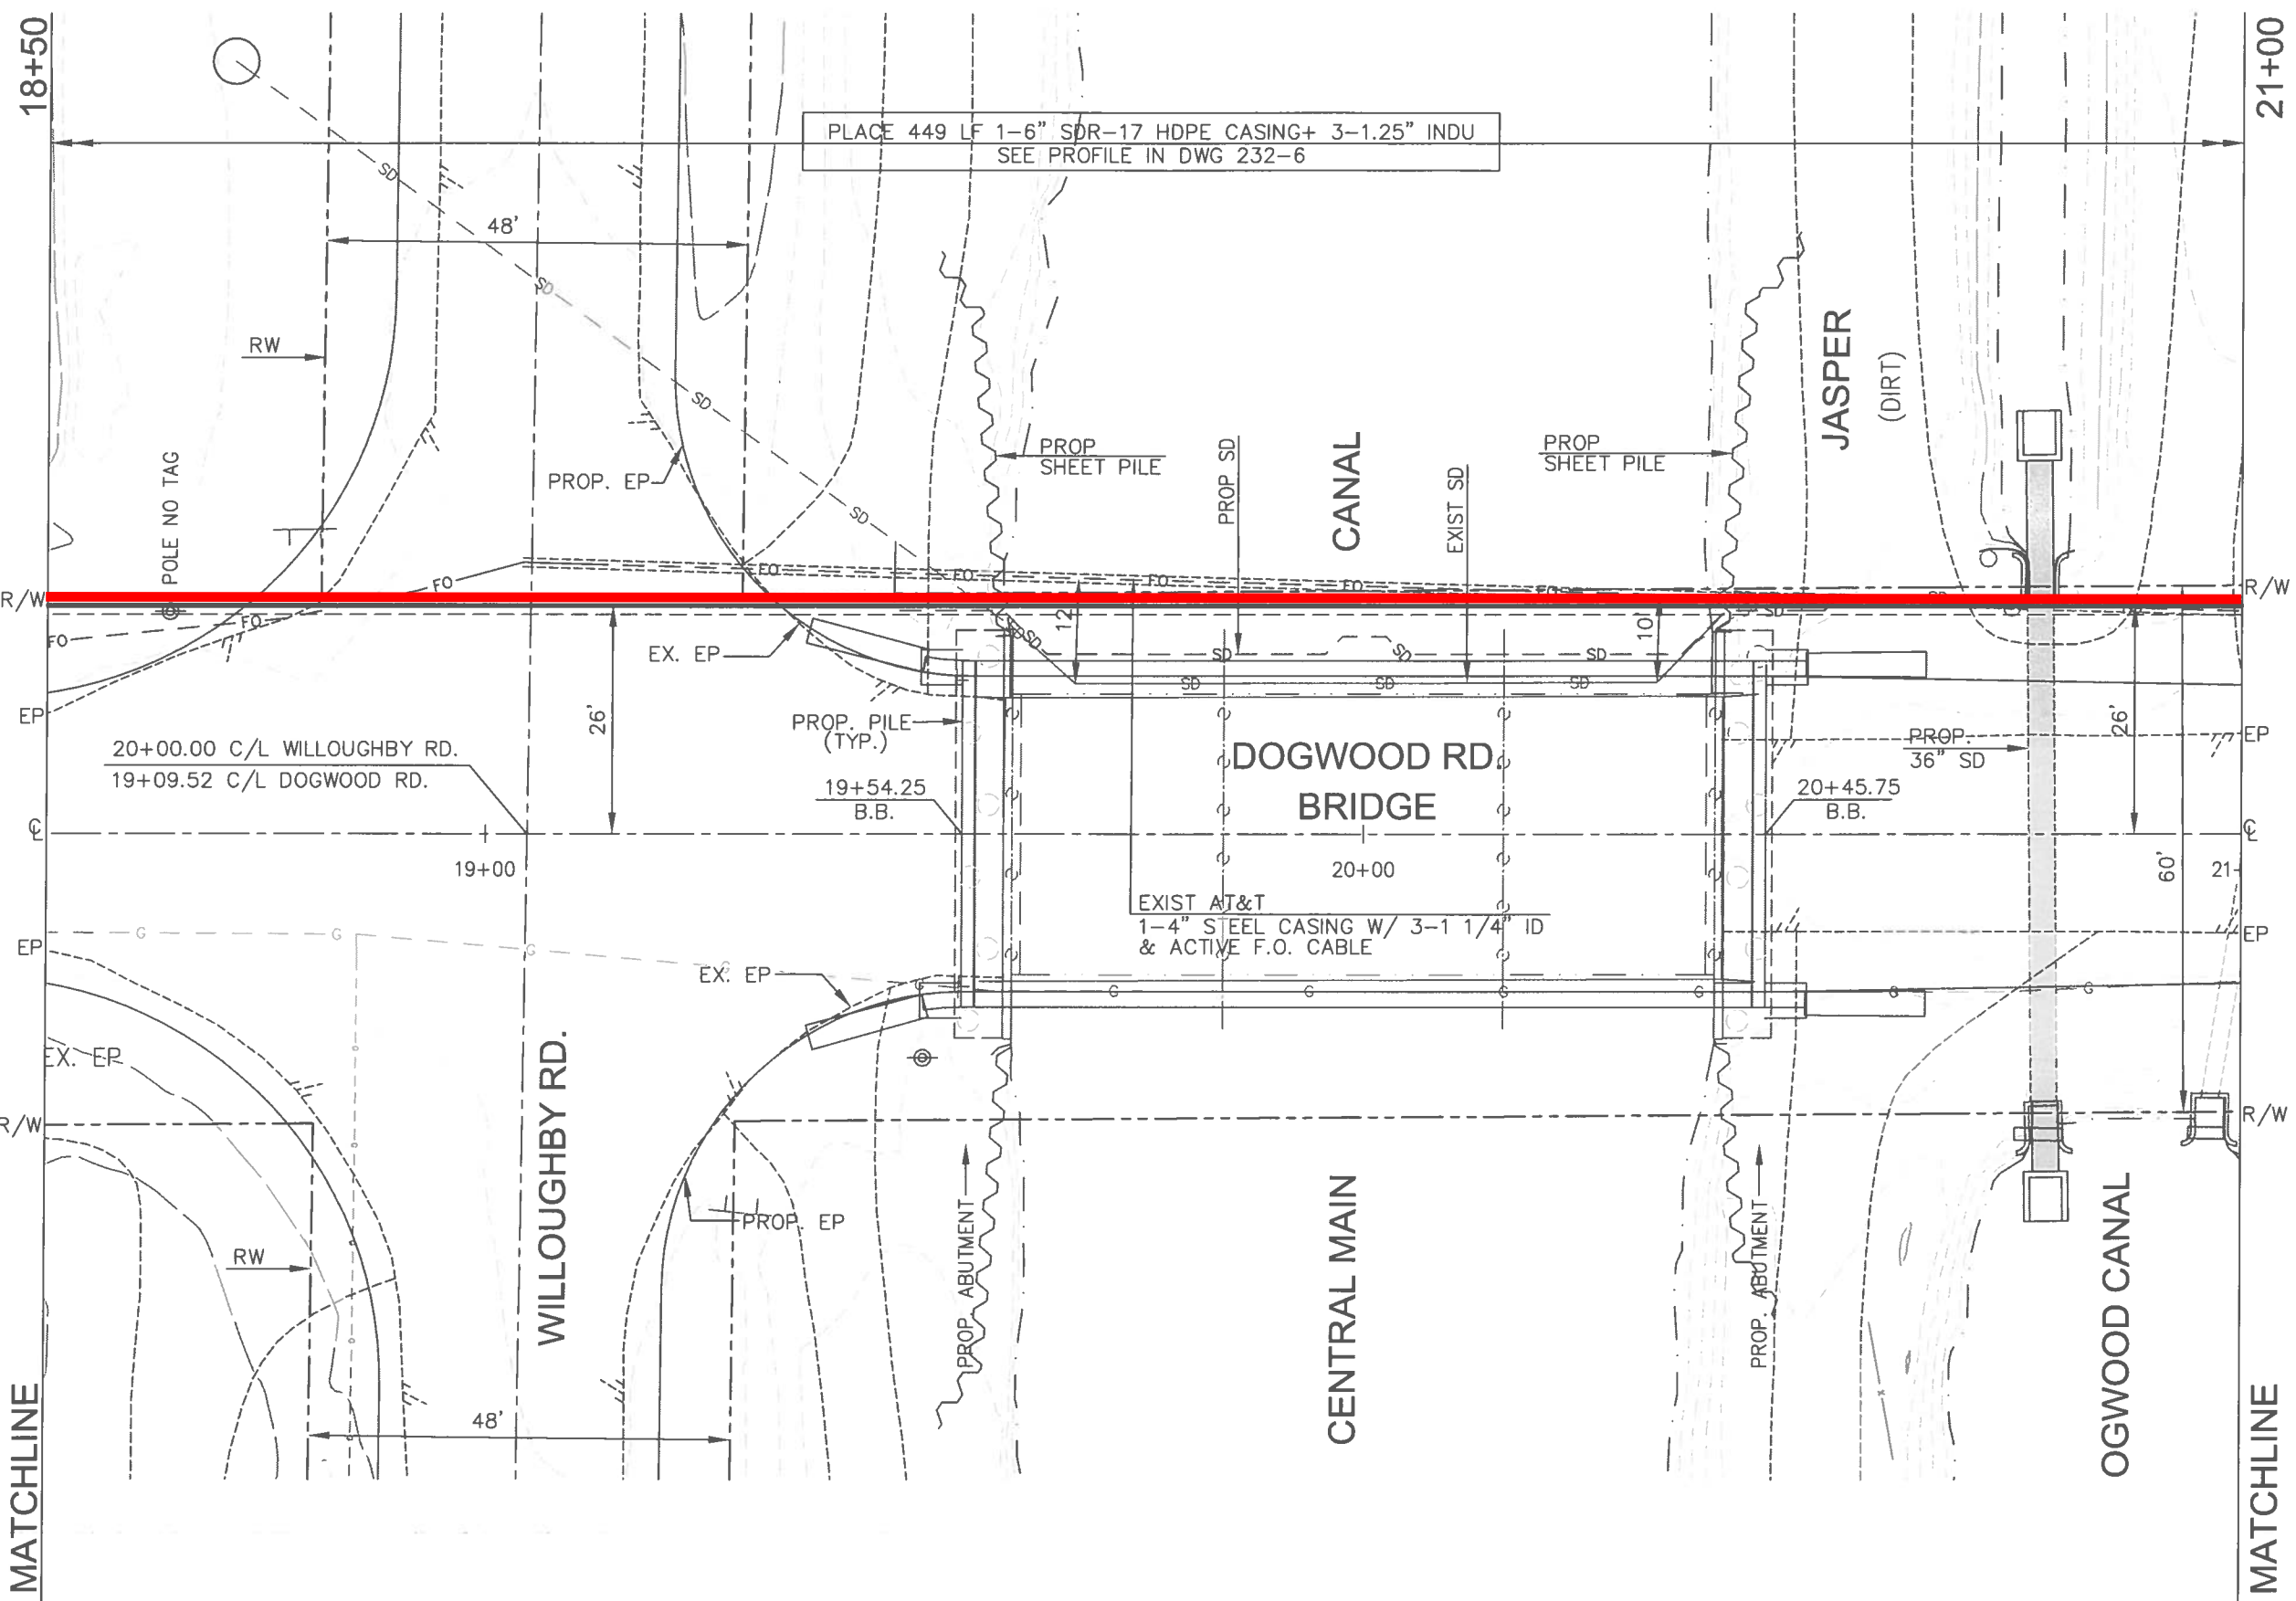 18+50
21+00
PLACE 449 LF 1-6" SDR-17 HDPE CASING+ 3-1.25" INDU
SEE PROFILE IN DWG 232-6
SD
48'
SD
RW
SD
JASPER
(DIRT)
POLE NO TAG
PROP. EP
PROP
SHEET PILE
PROP SD
CANAL
EXIST SD
PROP
SHEET PILE
SD
FO
FO
FO
FO
FO
FO
R/W
R/W
SD
FO
FO
12'
10'
SD
SD
SD
EX. EP
SD
SD
SD
SD
SD
SD
EP
26'
PROP. PILE
(TYP.)
26'
EP
20+00.00 C/L WILLOUGHBY RD.
19+09.52 C/L DOGWOOD RD.
DOGWOOD RD.
BRIDGE
PROP.
36" SD
19+54.25
B.B.
20+45.75
B.B.
19+00
20+00
60'
21
EXIST AT&T
1-4" STEEL CASING W/ 3-1 1/4" ID
& ACTIVE F.O. CABLE
EP
G
G
G
G
EP
EX. EP
G
G
G
G
G
G
G
EX. EP
WILLOUGHBY RD.
R/W
R/W
PROP. EP
PROP. ABUTMENT
CENTRAL MAIN
PROP. ABUTMENT
OGWOOD CANAL
RW
48'
MATCHLINE
MATCHLINE